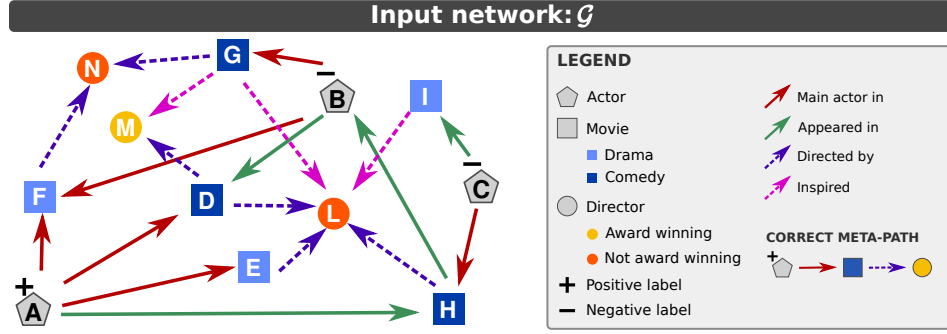 Input network: 𝒢
G
N
B
I
M
C
F
D
L
E
A
H
+
−
−
LEGEND
Actor
Movie
Drama
Comedy
Director
Award winning
Not award winning
+ Positive label
− Negative label
Main actor in
Appeared in
Directed by
Inspired
CORRECT META-PATH
+